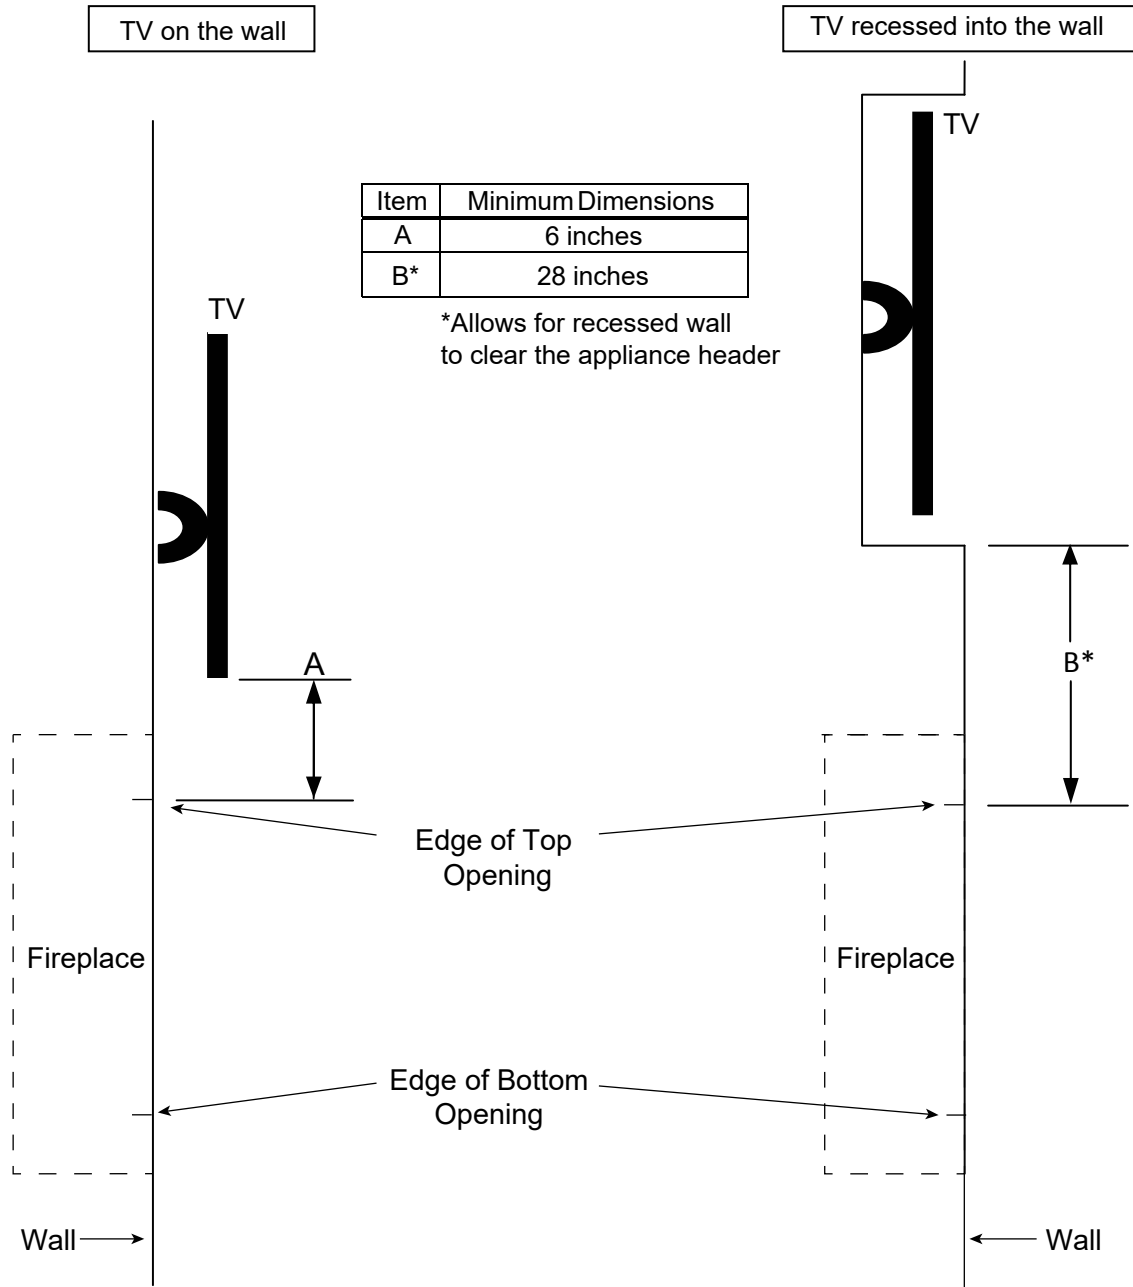 TV on the wall
TV recessed into the wall
TV
Item Minimum Dimensions
A 6 inches
B* 28 inches
*Allows for recessed wall
to clear the appliance header
TV
A
B*
Edge of Top
Opening
Fireplace
Fireplace
Edge of Bottom
Opening
Wall
Wall